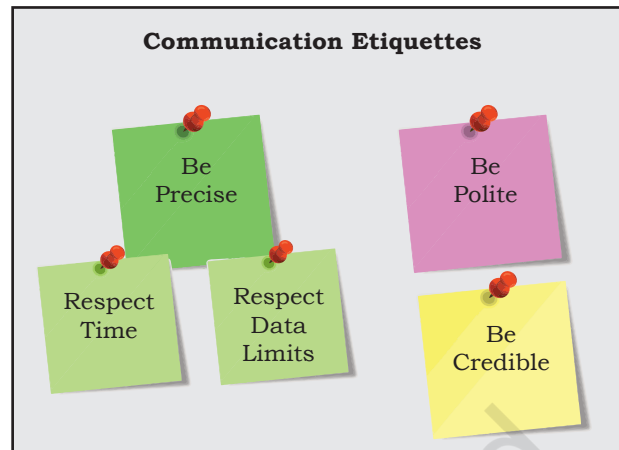 Communication Etiquettes
Be
Precise
Respect
Time
Respect
Data
Limits
Be
Polite
Be
Credible